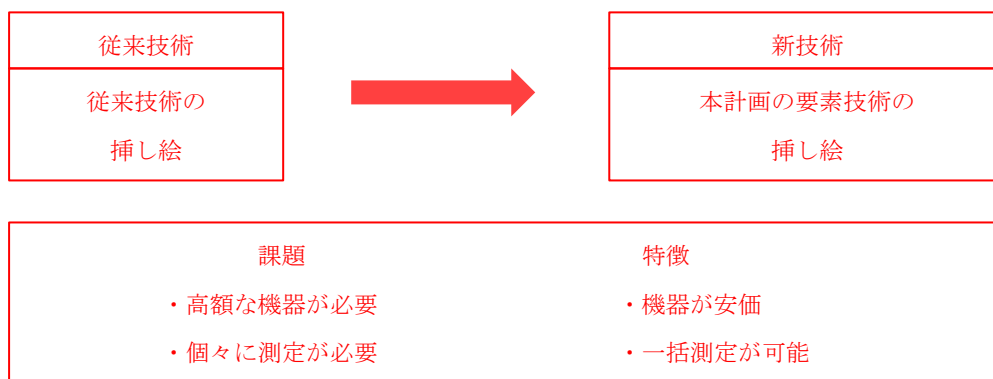 従来技術
従来技術の
挿し絵
新技術
本計画の要素技術の
挿し絵
課題
・高額な機器が必要
・個々に測定が必要
特徴
・機器が安価
・一括測定が可能